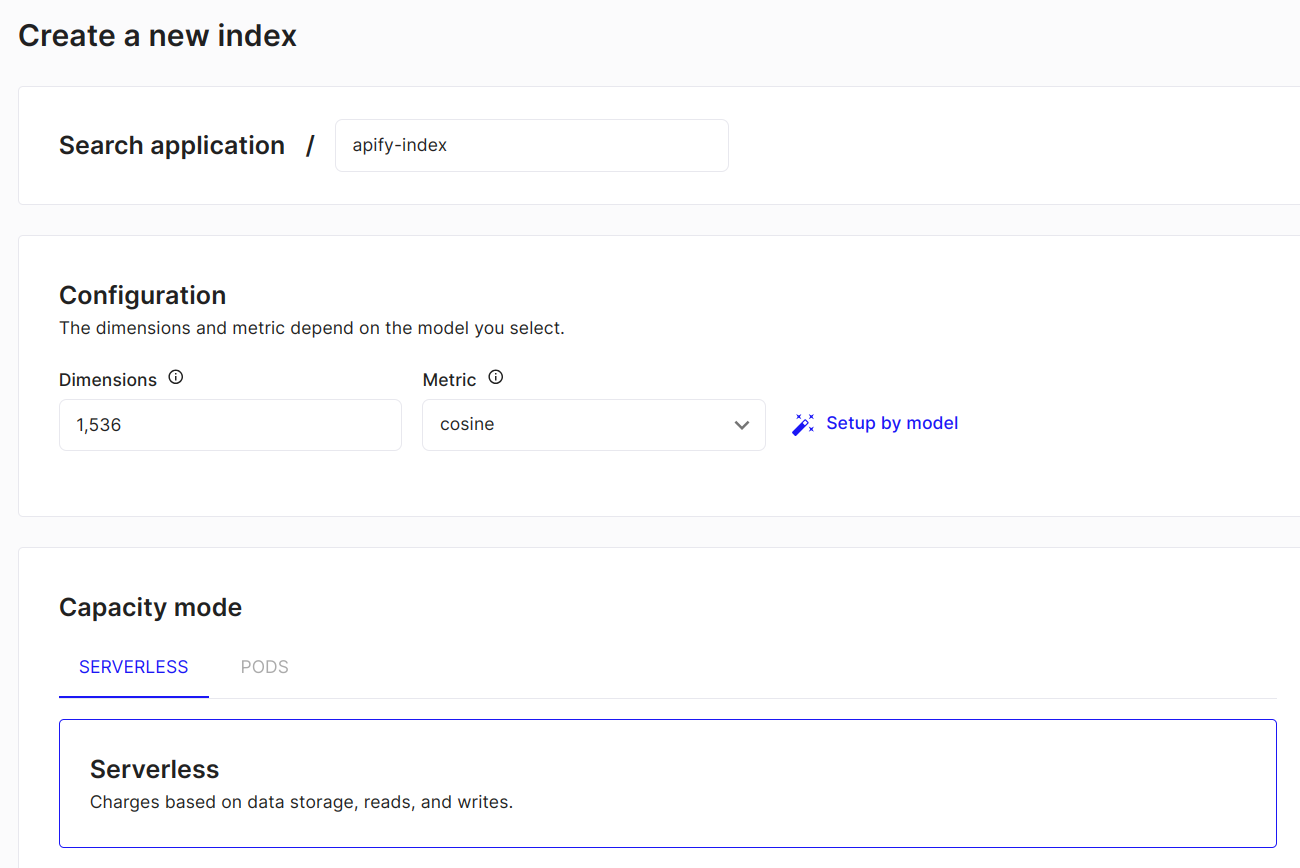 Create a new index
Search application / apify-index
Configuration
The dimensions and metric depend on the model you select.
Dimensions Metric
1,536 cosine Setup by model
Capacity mode
SERVERLESS PODS
Serverless
Charges based on data storage, reads, and writes.